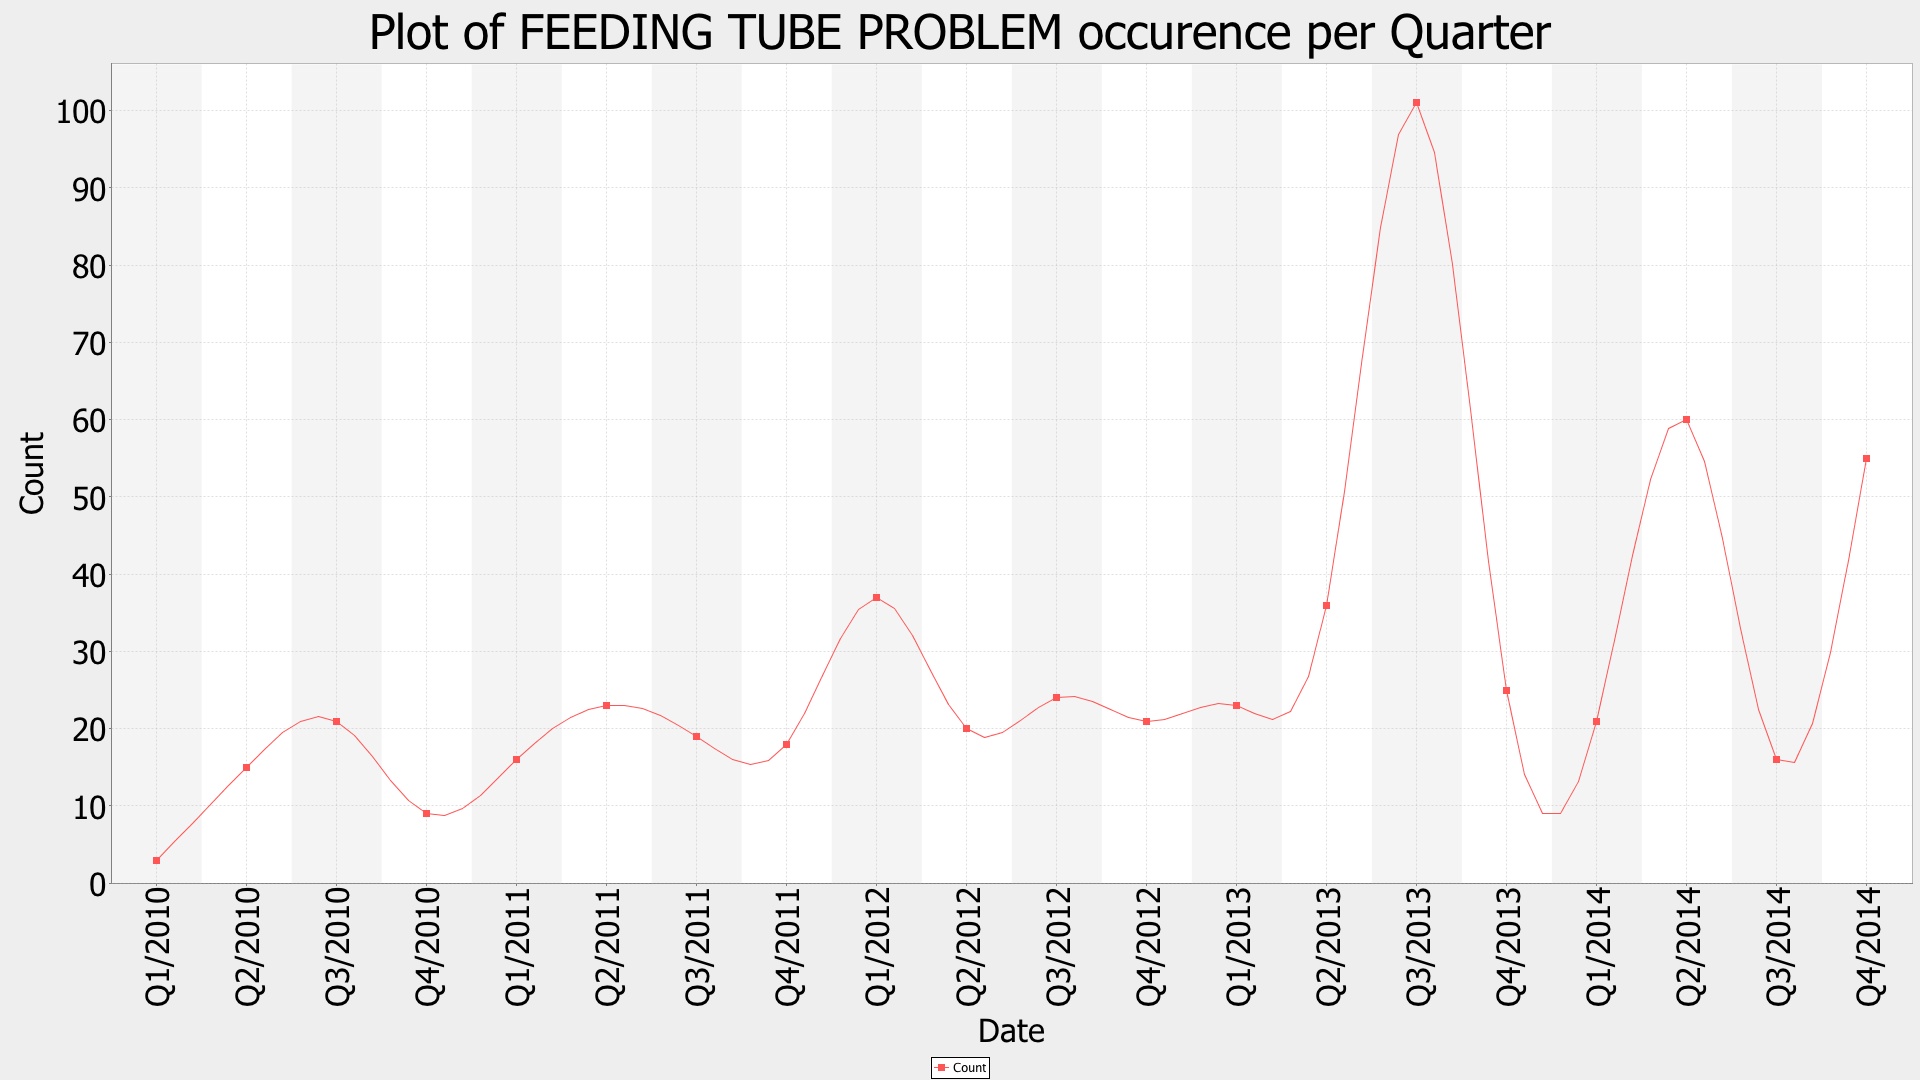 Plot of FEEDING TUBE PROBLEM occurence per Quarter
100
90
80
70
60
50
40
30
20
10
0
Count
Q1/2010
Q2/2010
Q3/2010
Q4/2010
Q1/2011
Q2/2011
Q3/2011
Q4/2011
Q1/2012
Q2/2012
Q3/2012
Q4/2012
Q1/2013
Q2/2013
Q3/2013
Q4/2013
Q1/2014
Q2/2014
Q3/2014
Q4/2014
Date
Count